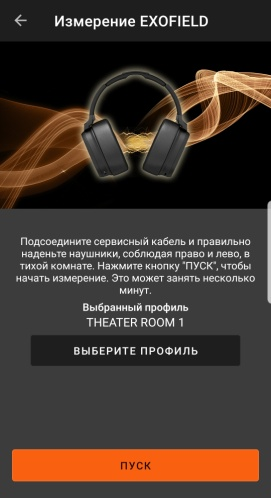 Измерение EXOFIELD
Подсоедините сервисный кабель и правильно
наденьте наушники, соблюдая право и лево, в
тихой комнате. Нажмите кнопку "ПУСК", чтобы
начать измерение. Это может занять несколько
минут.
Выбранный профиль
THEATER ROOM 1
ВЫБЕРИТЕ ПРОФИЛЬ
ПУСК